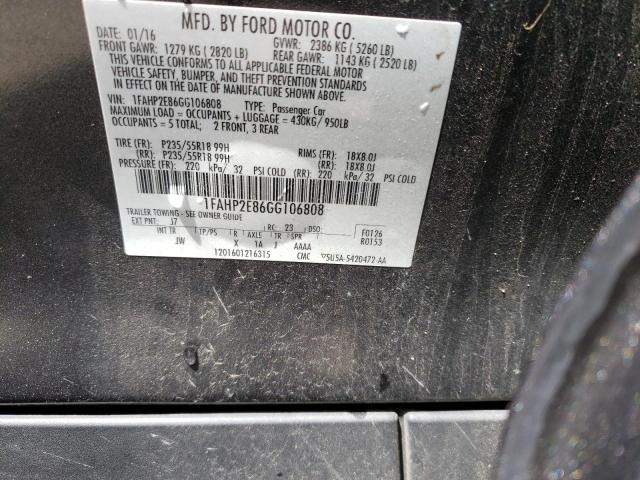 MFD. BY FORD MOTOR CO.
DATE: 01/16 GVWR: 2386 KG (5260 LB)
FRONT GAWR: 1279 KG (2820 LB) REAR GAWR: 1143 KG (2520 LB)
THIS VEHICLE CONFORMS TO ALL APPLICABLE FEDERAL MOTOR
VEHICLE SAFETY, BUMPER, AND THEFT PREVENTION STANDARDS
IN EFFECT ON THE DATE OF MANUFACTURE SHOWN ABOVE.
VIN: 1FAHP2E86GG106808 TYPE: Passenger Car
MAXIMUM LOAD = OCCUPANTS + LUGGAGE = 430KG/950LB
OCCUPANTS = 5 TOTAL; 2 FRONT, 3 REAR
TIRE (FR): P235/55R18 99H RIMS (FR): 18X8.0J
(RR): P235/55R18 99H (RR): 18X8.0J
PRESSURE (FR): 220 kPa/ 32 PSI COLD (RR): 220 kPa/ 32 PSI COLD
1FAHP2E86GG106808
TRAILER TOWING - SEE OWNER GUIDE
EXT PNT: J7 RC: 23 DSO: F0126
INT TR TP/PS R AXLS TR SPR R0153
JW X 1A J AAAA
1201601216315 CMC ▽5U5A-5420472-AA